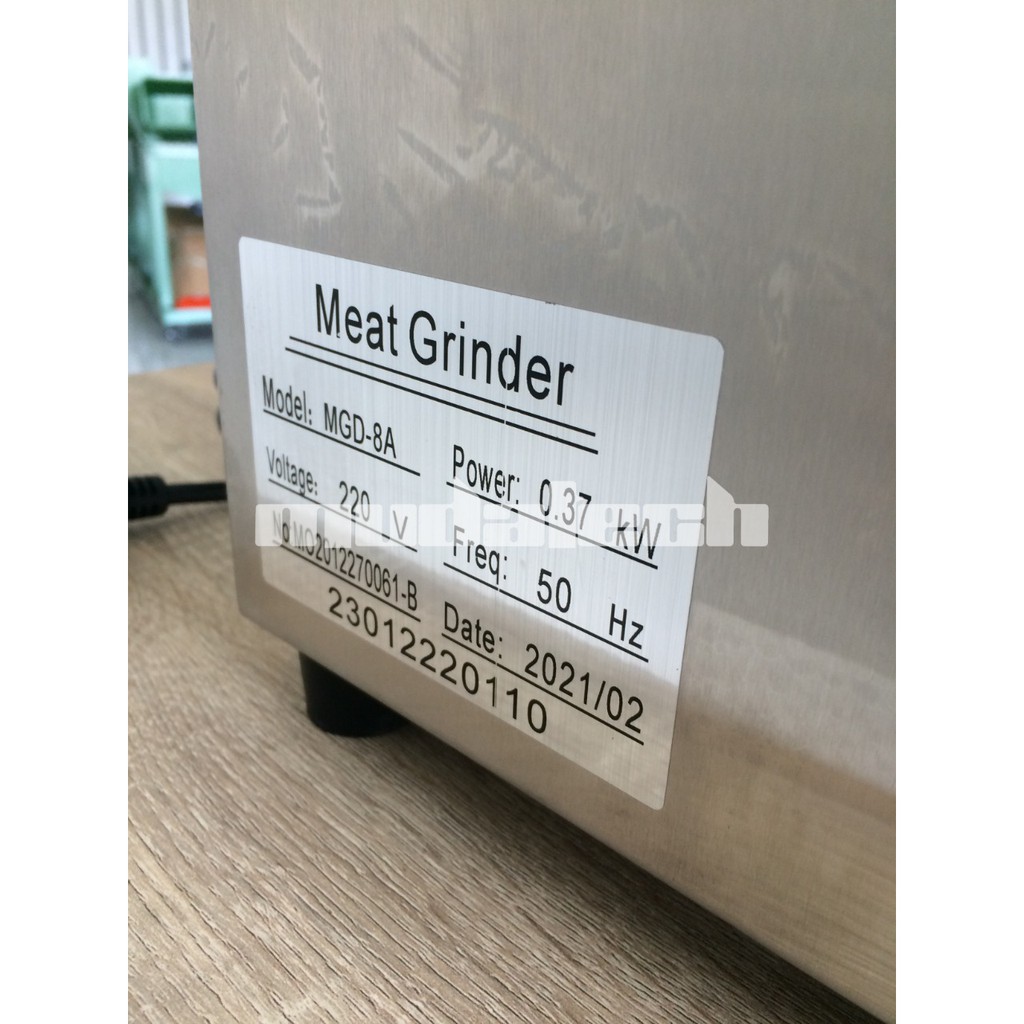 Meat Grinder
Model: MGD-8A
Power: 0.37 kW
Voltage: 220 V
Freq: 50 Hz
No:MO2012270061-B
Date: 2021/02
23012220110